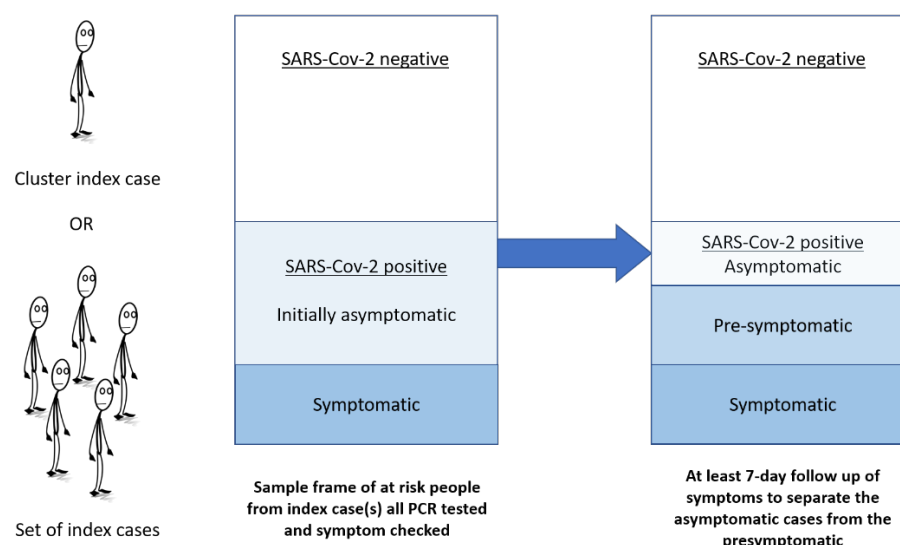 Cluster index case
OR
Set of index cases
SARS-Cov-2 negative
SARS-Cov-2 positive
Initially asymptomatic
Symptomatic
Sample frame of at risk people
from index case(s) all PCR tested
and symptom checked
SARS-Cov-2 negative
SARS-Cov-2 positive
Asymptomatic
Pre-symptomatic
Symptomatic
At least 7-day follow up of
symptoms to separate the
asymptomatic cases from the
presymptomatic